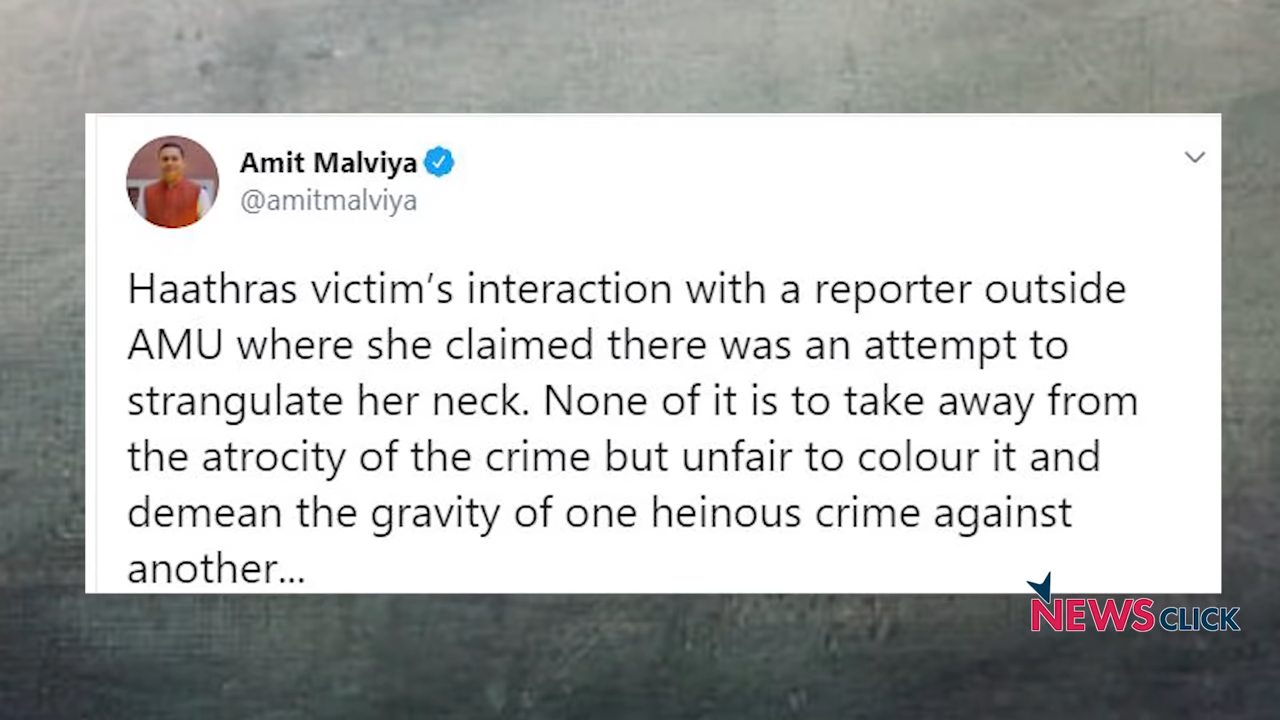 Amit Malviya
@amitmalviya
Haathras victim’s interaction with a reporter outside
AMU where she claimed there was an attempt to
strangulate her neck. None of it is to take away from
the atrocity of the crime but unfair to colour it and
demean the gravity of one heinous crime against
another...
NEWSCLICK